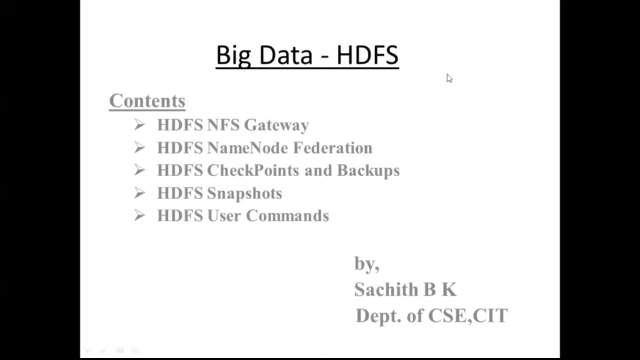 Big Data - HDFS
Contents
HDFS NFS Gateway
HDFS NameNode Federation
HDFS CheckPoints and Backups
HDFS Snapshots
HDFS User Commands
by,
Sachith B K
Dept. of CSE,CIT